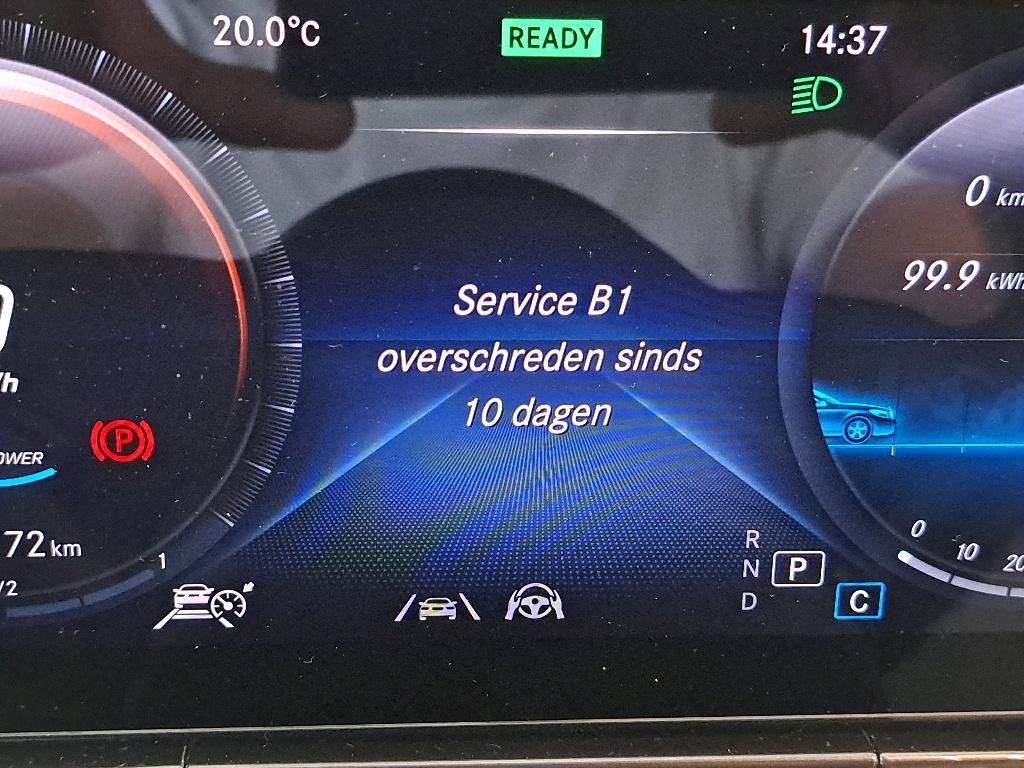 20.0°C
READY
14:37
0 km
99.9 kWh
Service B1
overschreden sinds
10 dagen
P
72 km
1
R
N P
D
C
0
10